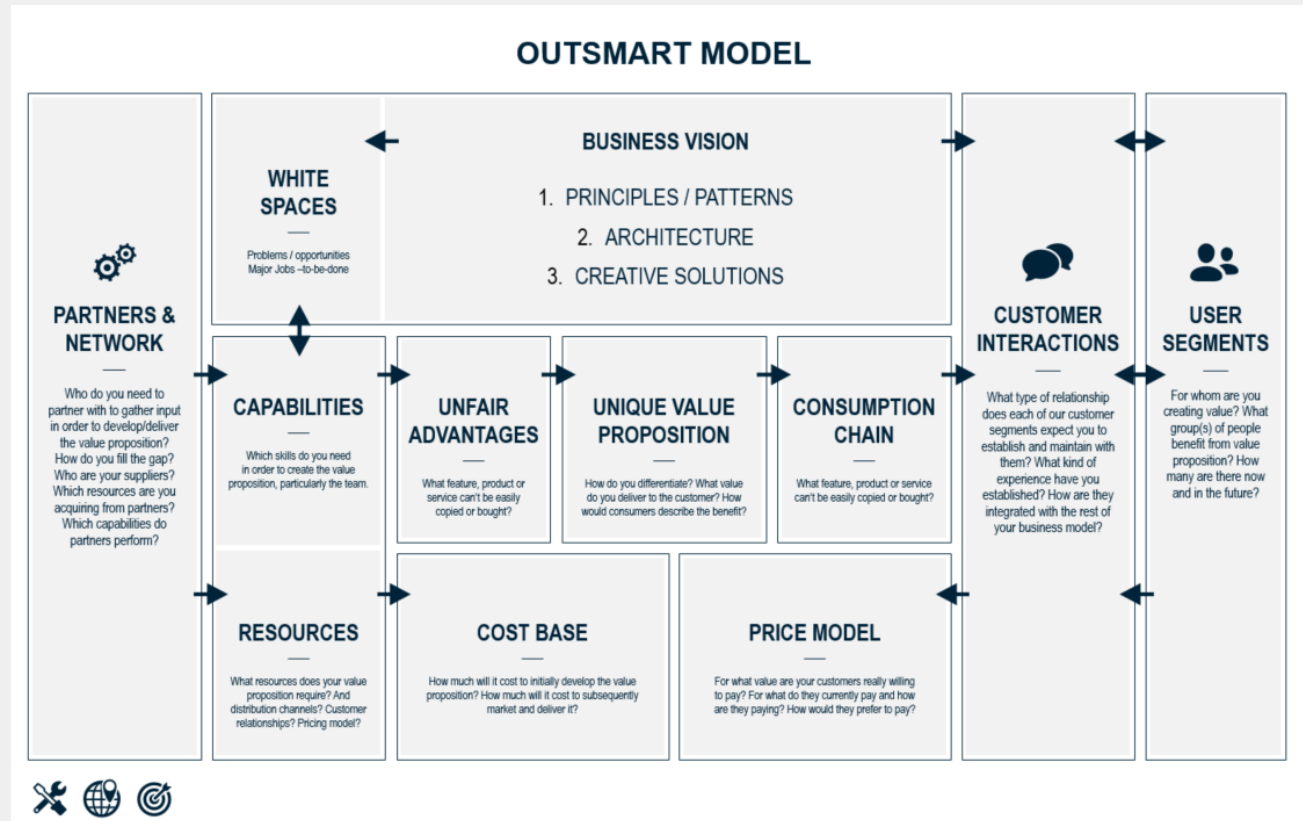 OUTSMART MODEL
PARTNERS &
NETWORK
Who do you need to
partner with to gather input
in order to develop/deliver
the value proposition?
How do you fill the gap?
Who are your suppliers?
Which resources are you
acquiring from partners?
Which capabilities do
partners perform?
WHITE
SPACES
Problems / opportunities
Major Jobs –to-be-done
BUSINESS VISION
1. PRINCIPLES / PATTERNS
2. ARCHITECTURE
3. CREATIVE SOLUTIONS
CAPABILITIES
Which skills do you need
in order to create the value
proposition, particularly the team.
UNFAIR
ADVANTAGES
What feature, product or
service can't be easily
copied or bought?
UNIQUE VALUE
PROPOSITION
How do you differentiate? What value
do you deliver to the customer? How
would consumers describe the benefit?
CONSUMPTION
CHAIN
What feature, product or service
can't be easily copied or bought?
RESOURCES
What resources does your value
proposition require? And
distribution channels? Customer
relationships? Pricing model?
COST BASE
How much will it cost to initially develop the value
proposition? How much will it cost to subsequently
market and deliver it?
PRICE MODEL
For what value are your customers really willing
to pay? For what do they currently pay and how
are they paying? How would they prefer to pay?
CUSTOMER
INTERACTIONS
What type of relationship
does each of our customer
segments expect you to
establish and maintain with
them? What kind of
experience have you
established? How are they
integrated with the rest of
your business model?
USER
SEGMENTS
For whom are you
creating value? What
group(s) of people
benefit from value
proposition? How
many are there now
and in the future?